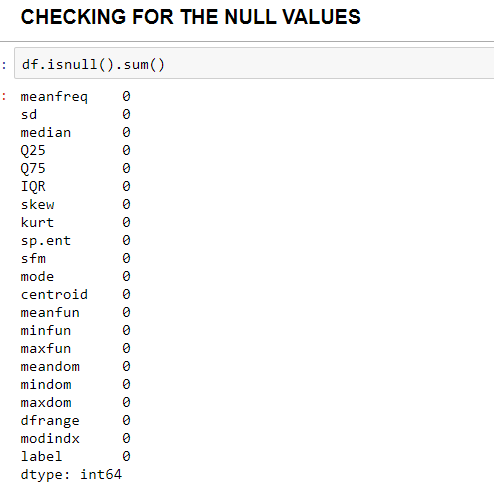 CHECKING FOR THE NULL VALUES
: df.isnull().sum()
: meanfreq 0
sd 0
median 0
Q25 0
Q75 0
IQR 0
skew 0
kurt 0
sp.ent 0
sfm 0
mode 0
centroid 0
meanfun 0
minfun 0
maxfun 0
meandom 0
mindom 0
maxdom 0
dfrange 0
modindx 0
label 0
dtype: int64